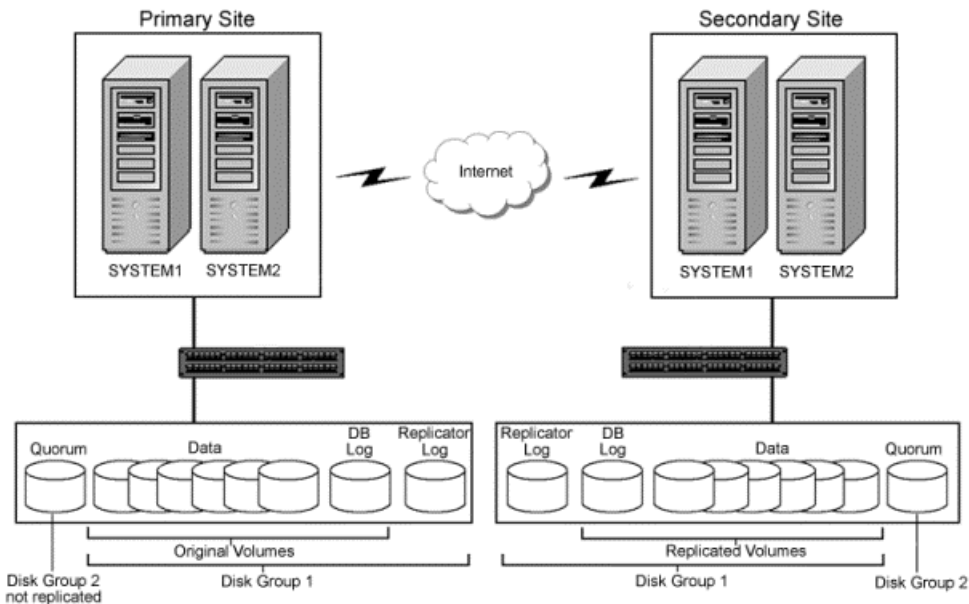 Primary Site
Secondary Site
Internet
SYSTEM1 SYSTEM2
SYSTEM1 SYSTEM2
Quorum
Data
DB
Log
Replicator
Log
Replicator
Log
DB
Log
Data
Quorum
Original Volumes
Replicated Volumes
Disk Group 2
not replicated
Disk Group 1
Disk Group 1
Disk Group 2